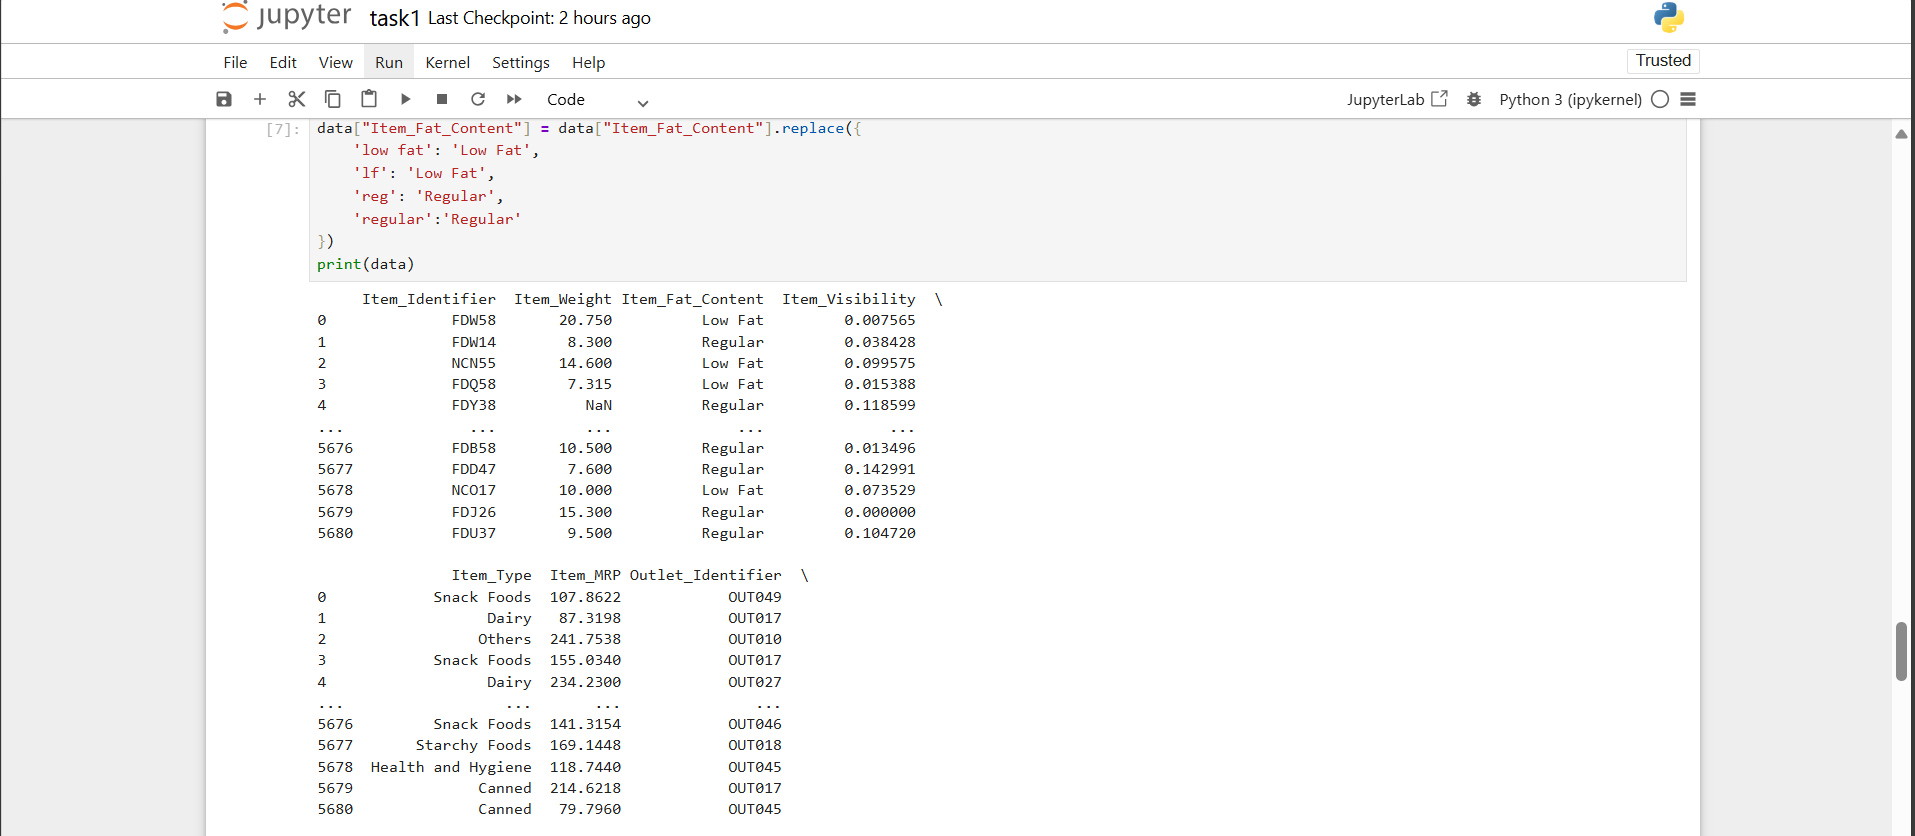 jupyter task1 Last Checkpoint: 2 hours ago
File Edit View Run Kernel Settings Help Trusted
Code JupyterLab Python 3 (ipykernel)
[7]: data["Item_Fat_Content"] = data["Item_Fat_Content"].replace({
    'low fat': 'Low Fat',
    'lf': 'Low Fat',
    'reg': 'Regular',
    'regular':'Regular'
})
print(data)
     Item_Identifier  Item_Weight Item_Fat_Content  Item_Visibility  \
0              FDW58       20.750          Low Fat         0.007565
1              FDW14        8.300          Regular         0.038428
2              NCN55       14.600          Low Fat         0.099575
3              FDQ58        7.315          Low Fat         0.015388
4              FDY38          NaN          Regular         0.118599
...              ...          ...              ...              ...
5676           FDB58       10.500          Regular         0.013496
5677           FDD47        7.600          Regular         0.142991
5678           NCO17       10.000          Low Fat         0.073529
5679           FDJ26       15.300          Regular         0.000000
5680           FDU37        9.500          Regular         0.104720
               Item_Type  Item_MRP Outlet_Identifier  \
0            Snack Foods  107.8622            OUT049
1                  Dairy   87.3198            OUT017
2                 Others  241.7538            OUT010
3            Snack Foods  155.0340            OUT017
4                  Dairy  234.2300            OUT027
...                  ...       ...               ...
5676         Snack Foods  141.3154            OUT046
5677       Starchy Foods  169.1448            OUT018
5678  Health and Hygiene  118.7440            OUT045
5679              Canned  214.6218            OUT017
5680              Canned   79.7960            OUT045